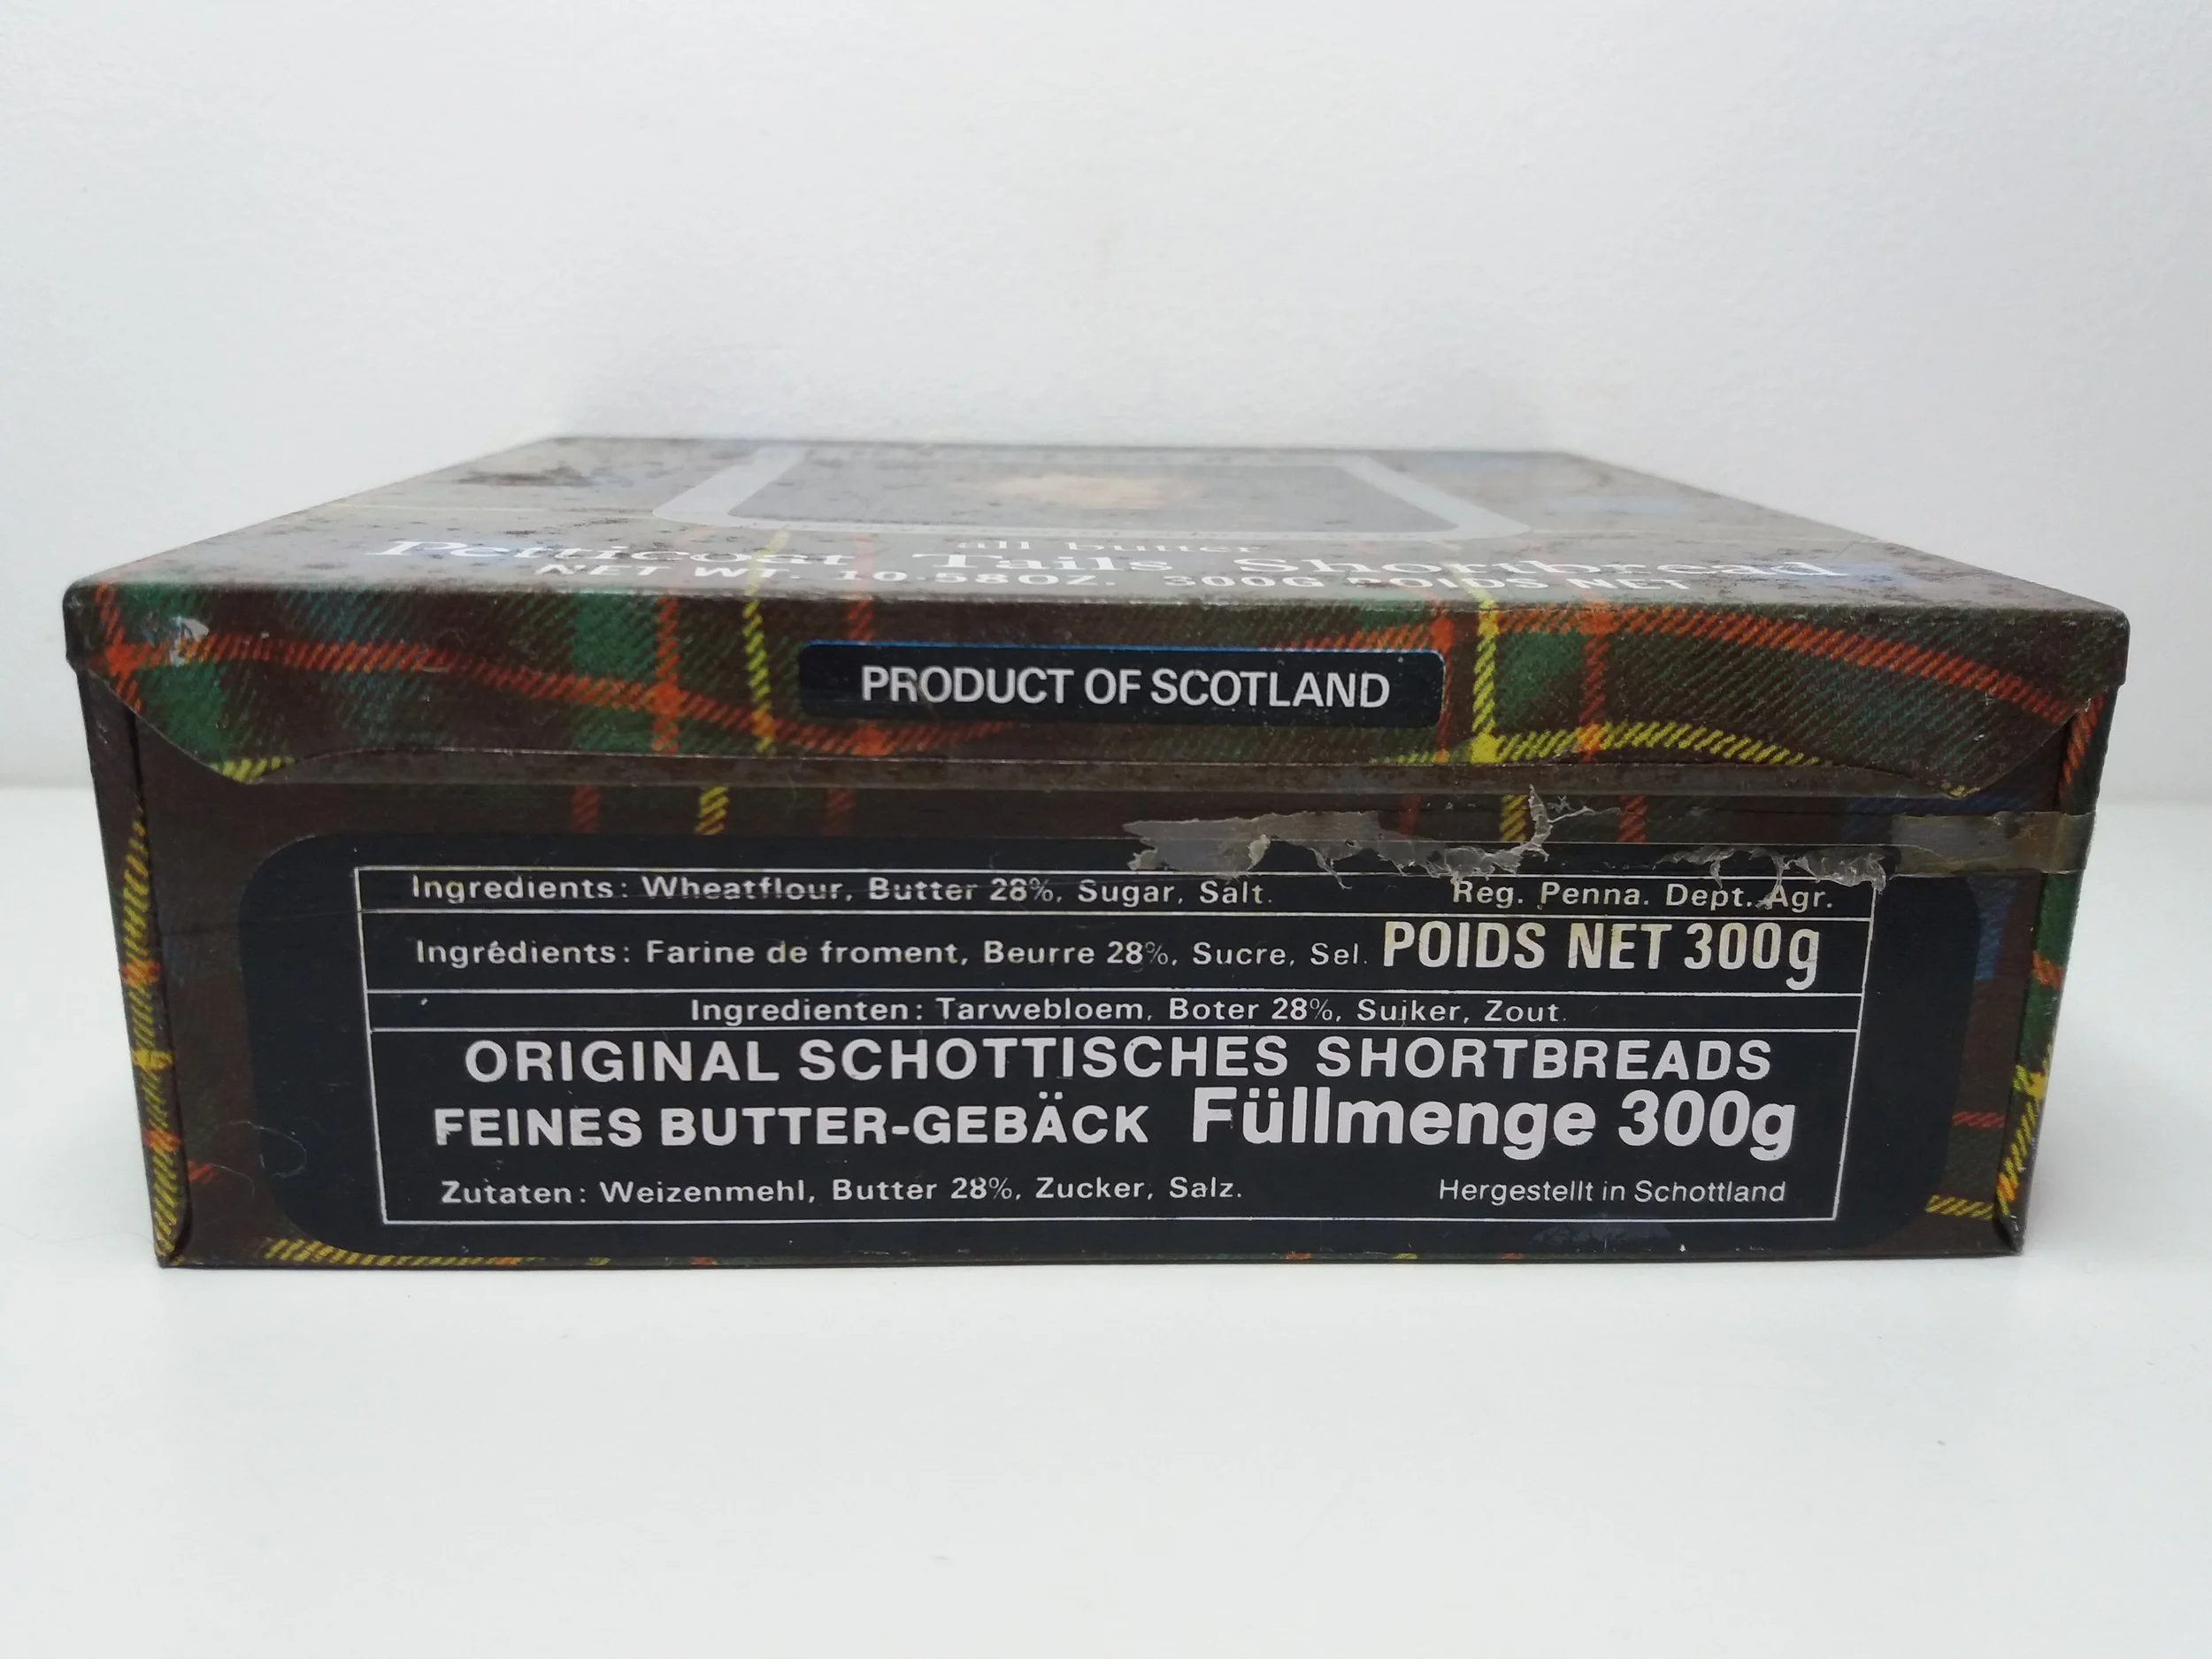 all butter
Petticoat Tails Shortbread
NET WT. 10.58OZ. 300G POIDS NET
PRODUCT OF SCOTLAND
Ingredients: Wheatflour, Butter 28%, Sugar, Salt. Reg. Penna. Dept. Agr.
Ingrédients: Farine de froment, Beurre 28%, Sucre, Sel. POIDS NET 300g
Ingredienten: Tarwebloem, Boter 28%, Suiker, Zout.
ORIGINAL SCHOTTISCHES SHORTBREADS
FEINES BUTTER-GEBÄCK Füllmenge 300g
Zutaten: Weizenmehl, Butter 28%, Zucker, Salz. Hergestellt in Schottland